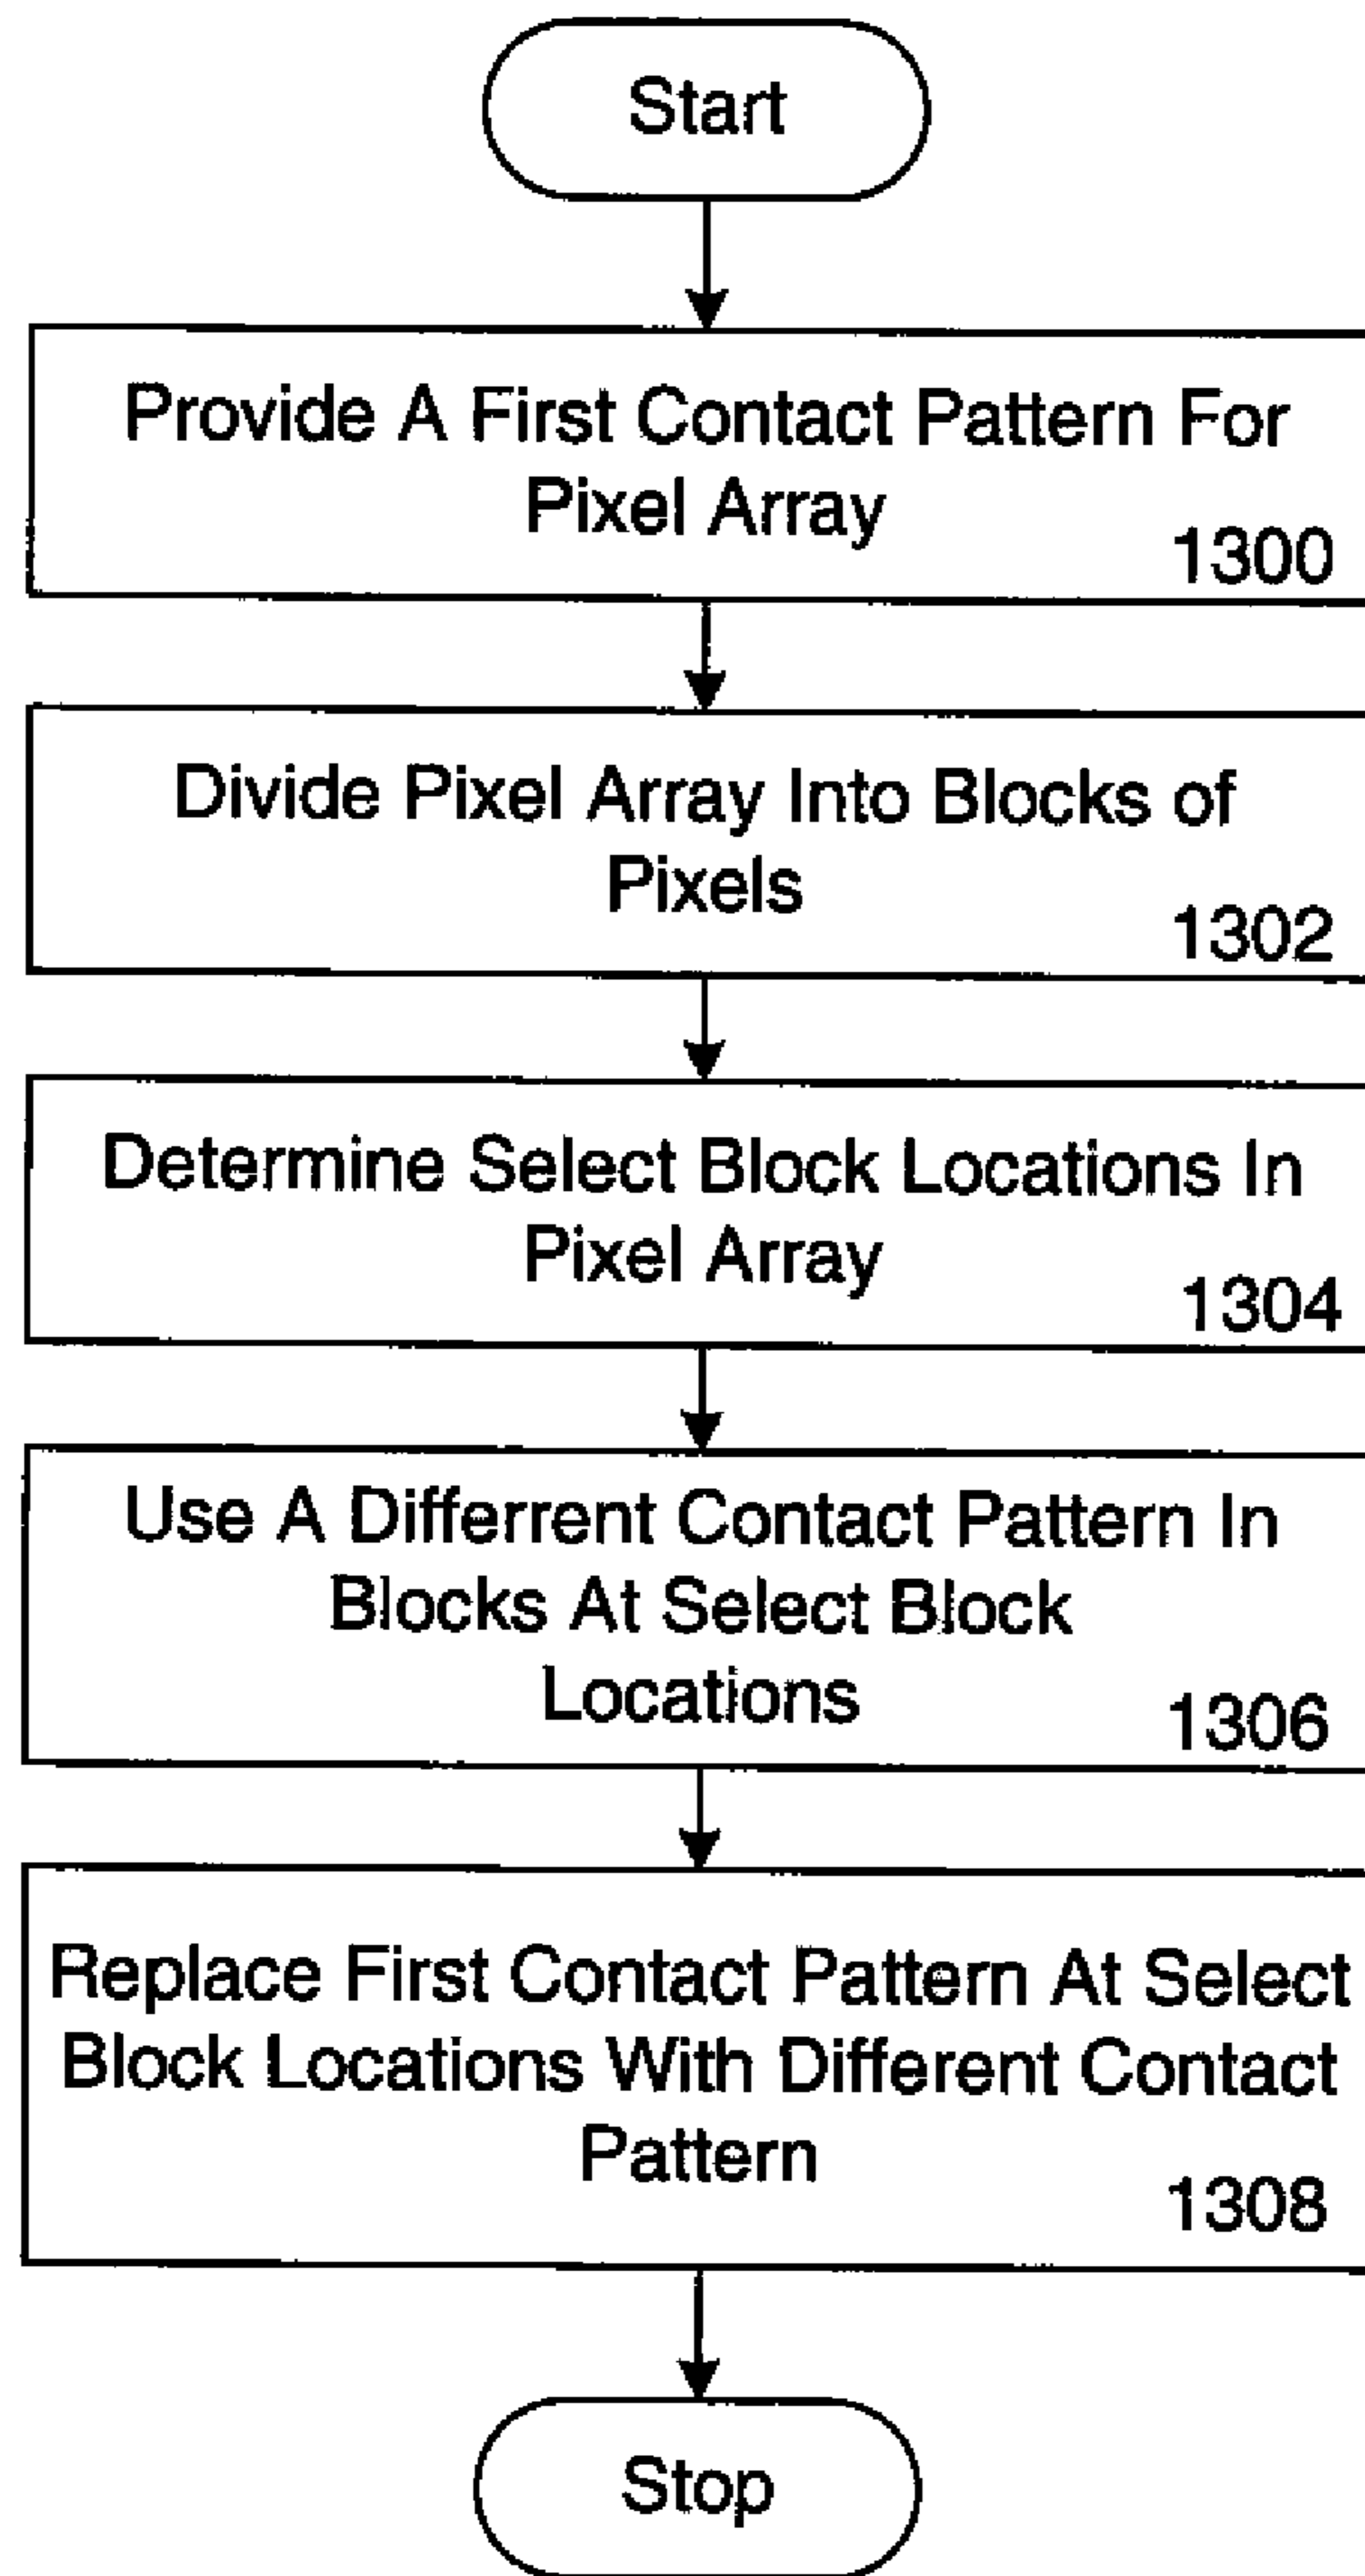 Start
Provide A First Contact Pattern For
Pixel Array
1300
Divide Pixel Array Into Blocks of
Pixels
1302
Determine Select Block Locations In
Pixel Array
1304
Use A Differrent Contact Pattern In
Blocks At Select Block
Locations
1306
Replace First Contact Pattern At Select
Block Locations With Different Contact
Pattern
1308
Stop